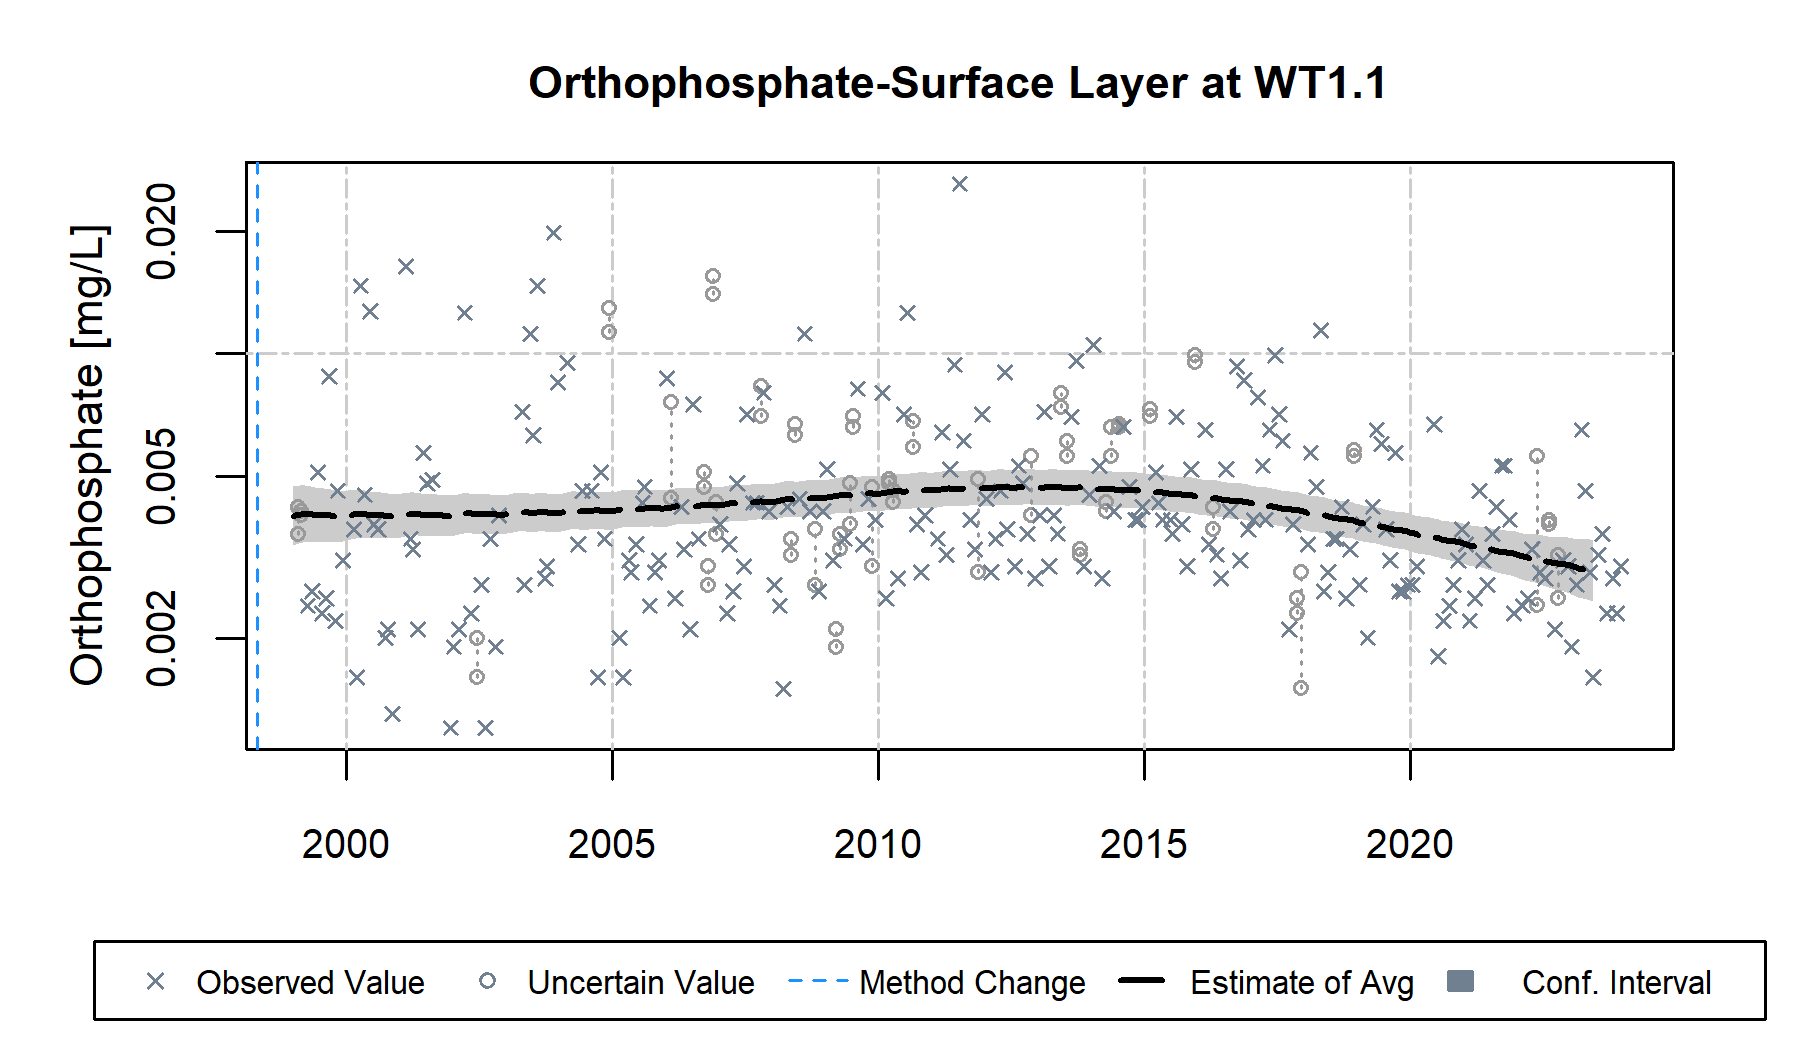 Orthophosphate-Surface Layer at WT1.1
Orthophosphate [mg/L]
0.020
0.005
0.002
2000 2005 2010 2015 2020
Observed Value Uncertain Value Method Change Estimate of Avg Conf. Interval